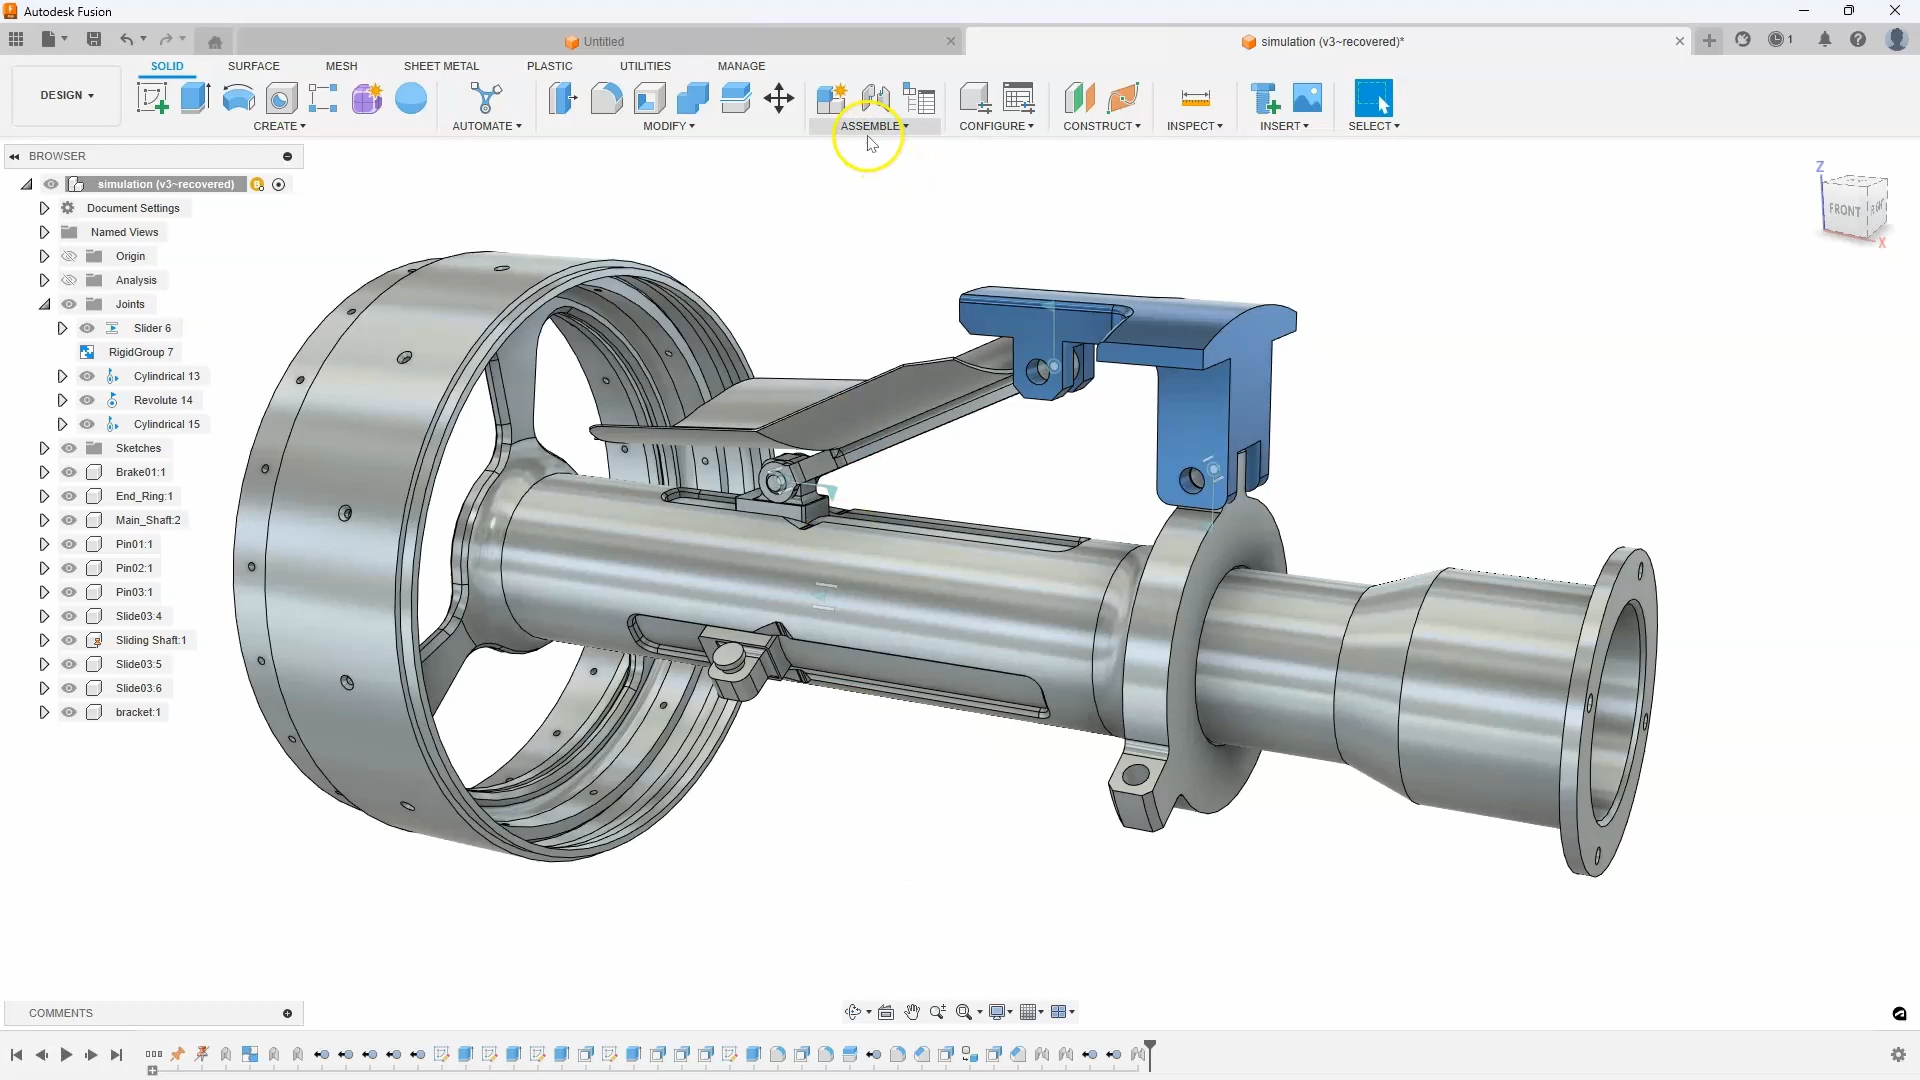 Autodesk Fusion
Untitled
simulation (v3~recovered)*
1
DESIGN
SOLID
SURFACE
MESH
SHEET METAL
PLASTIC
UTILITIES
MANAGE
CREATE
AUTOMATE
MODIFY
ASSEMBLE
CONFIGURE
CONSTRUCT
INSPECT
INSERT
SELECT
BROWSER
simulation (v3~recovered)
Document Settings
Named Views
Origin
Analysis
Joints
Slider 6
RigidGroup 7
Cylindrical 13
Revolute 14
Cylindrical 15
Sketches
Brake01:1
End_Ring:1
Main_Shaft:2
Pin01:1
Pin02:1
Pin03:1
Slide03:4
Sliding Shaft:1
Slide03:5
Slide03:6
bracket:1
Z
FRONT
RIGHT
X
COMMENTS